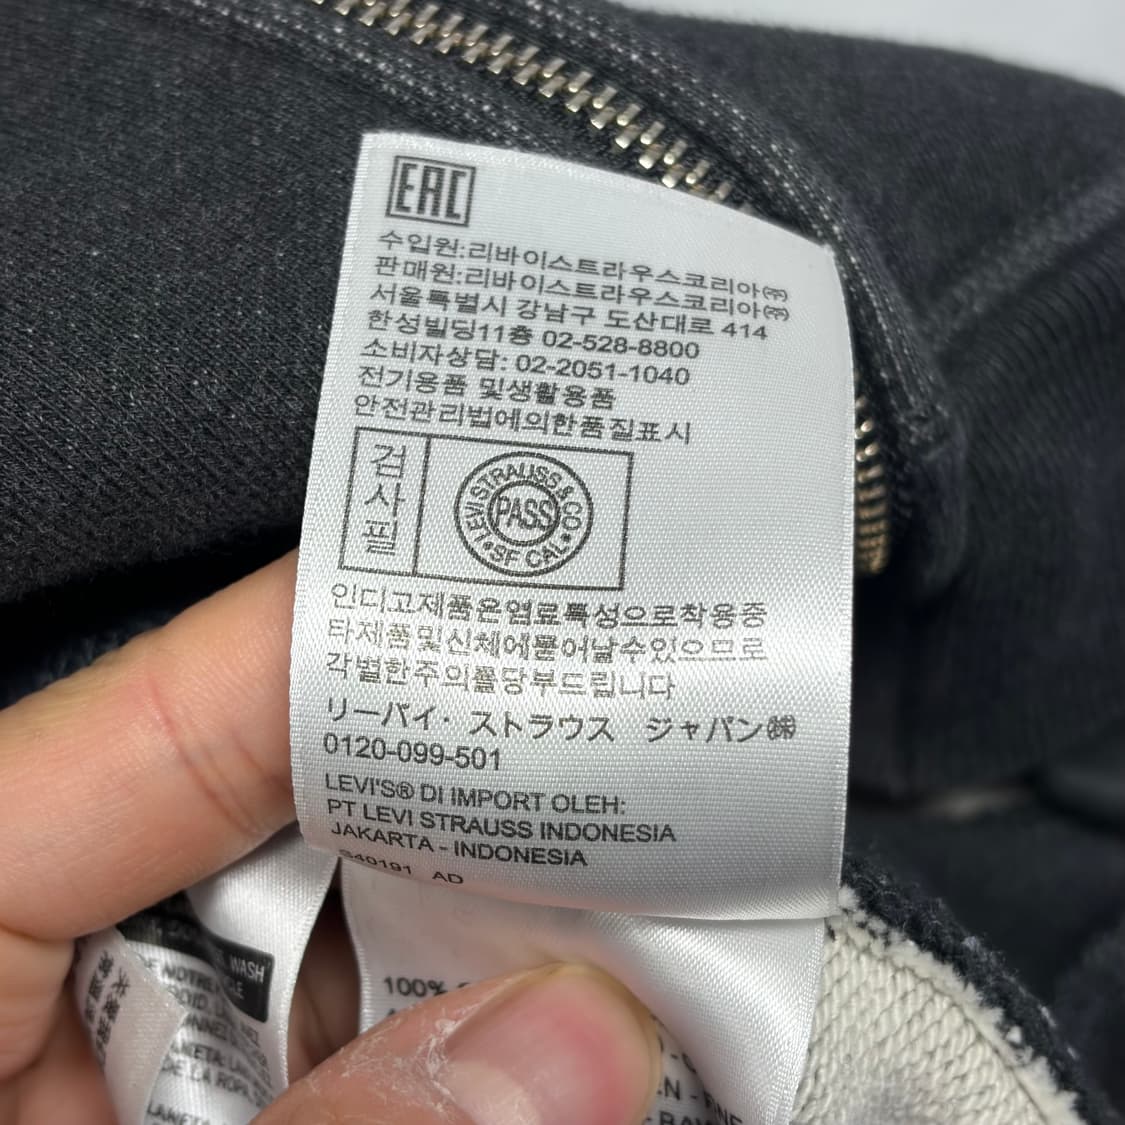 EAC
수입원:리바이스트라우스코리아㈜
판매원:리바이스트라우스코리아㈜
서울특별시 강남구 도산대로 414
한성빌딩11층 02-528-8800
소비자상담: 02-2051-1040
전기용품 및생활용품
안전관리법에의한품질표시
검사필
LEVI STRAUSS & CO.
PASS
SF CAL
인디고제품은염료특성으로착용중
타제품및신체에묻어날수있으므로
각별한주의를당부드립니다
リーバイ・ストラウス ジャパン㈱
0120-099-501
LEVI'S® DI IMPORT OLEH:
PT LEVI STRAUSS INDONESIA
JAKARTA - INDONESIA
S40191 AD
100%
WASH